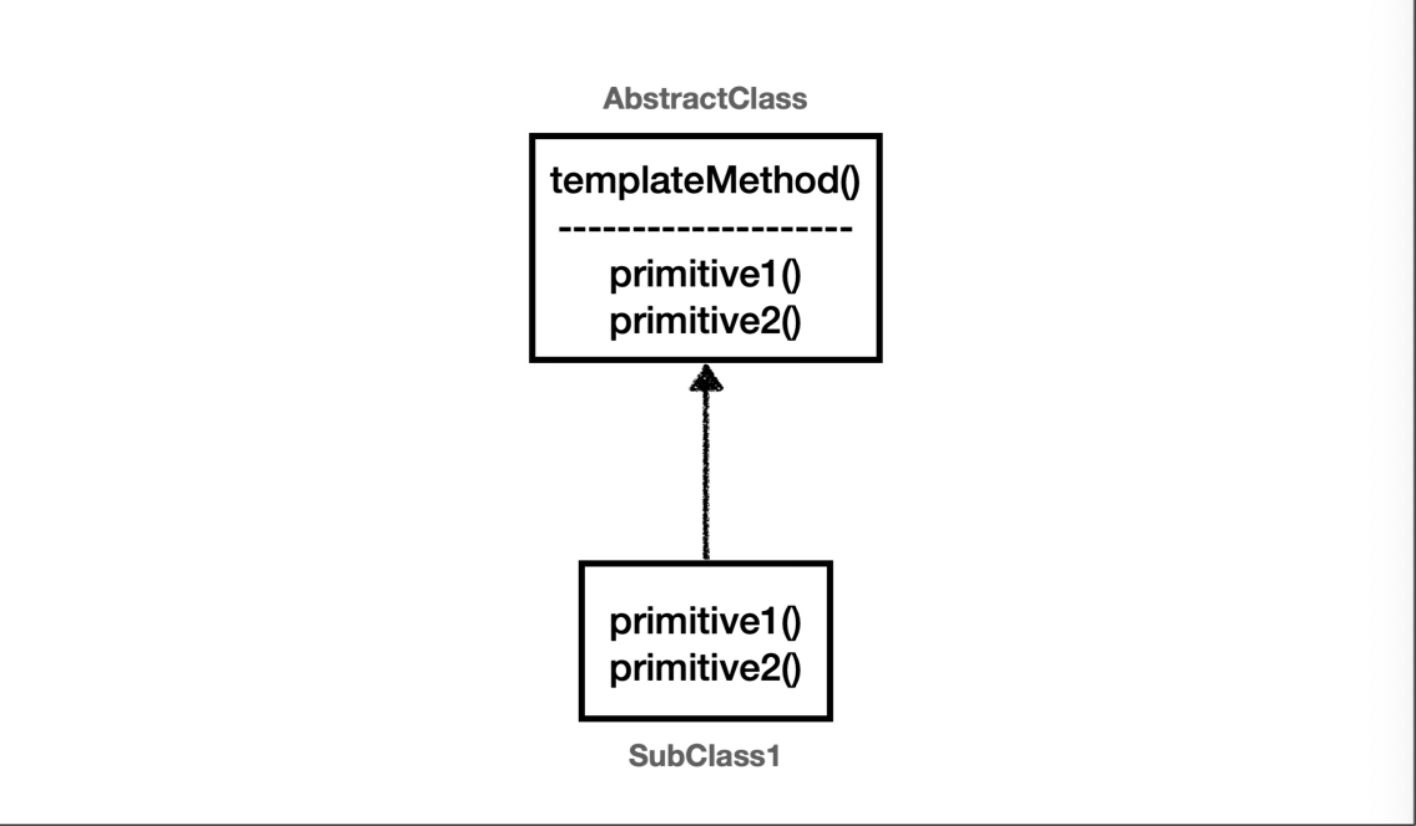 AbstractClass
templateMethod()
--------------------
primitive1()
primitive2()
primitive1()
primitive2()
SubClass1